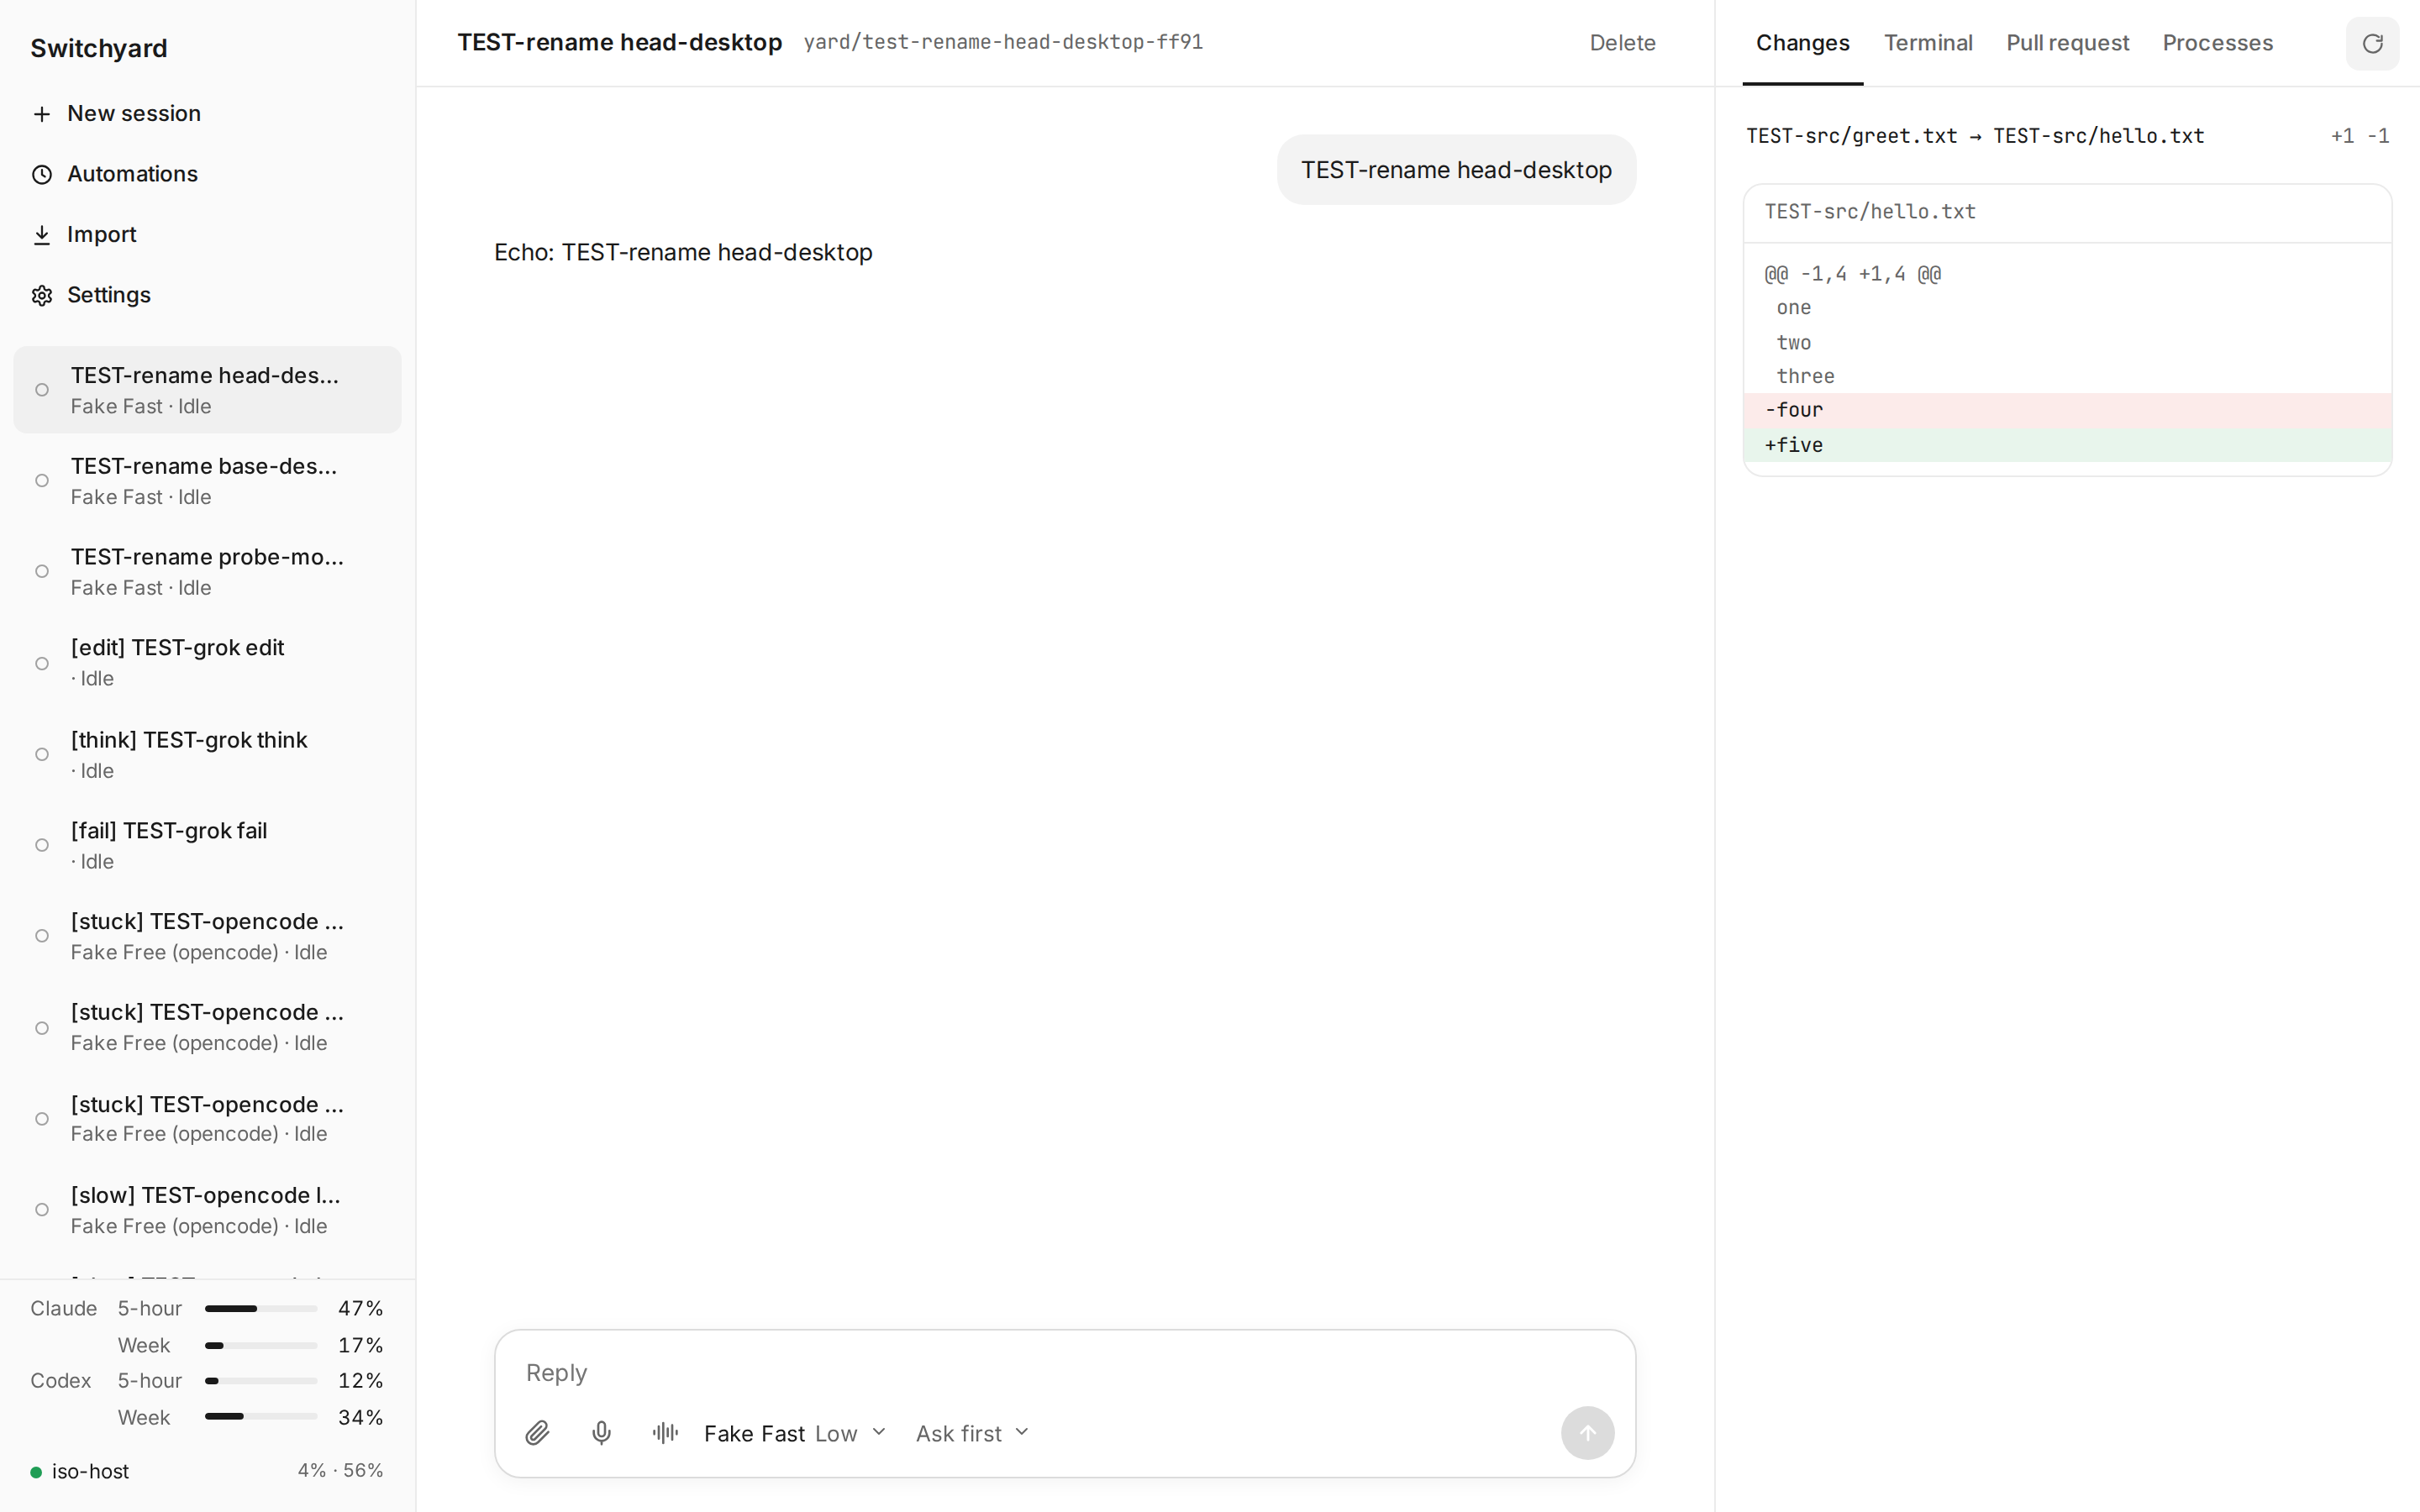 Switchyard
New session
Automations
Import
Settings
TEST-rename head-des...
Fake Fast · Idle
TEST-rename base-des...
Fake Fast · Idle
TEST-rename probe-mo...
Fake Fast · Idle
[edit] TEST-grok edit
· Idle
[think] TEST-grok think
· Idle
[fail] TEST-grok fail
· Idle
[stuck] TEST-opencode ...
Fake Free (opencode) · Idle
[stuck] TEST-opencode ...
Fake Free (opencode) · Idle
[stuck] TEST-opencode ...
Fake Free (opencode) · Idle
[slow] TEST-opencode l...
Fake Free (opencode) · Idle
Claude 5-hour 47%
Week 17%
Codex 5-hour 12%
Week 34%
iso-host 4% · 56%
TEST-rename head-desktop yard/test-rename-head-desktop-ff91 Delete
TEST-rename head-desktop
Echo: TEST-rename head-desktop
Reply
Fake Fast Low Ask first
Changes Terminal Pull request Processes
TEST-src/greet.txt → TEST-src/hello.txt +1 -1
TEST-src/hello.txt
@@ -1,4 +1,4 @@
one
two
three
-four
+five